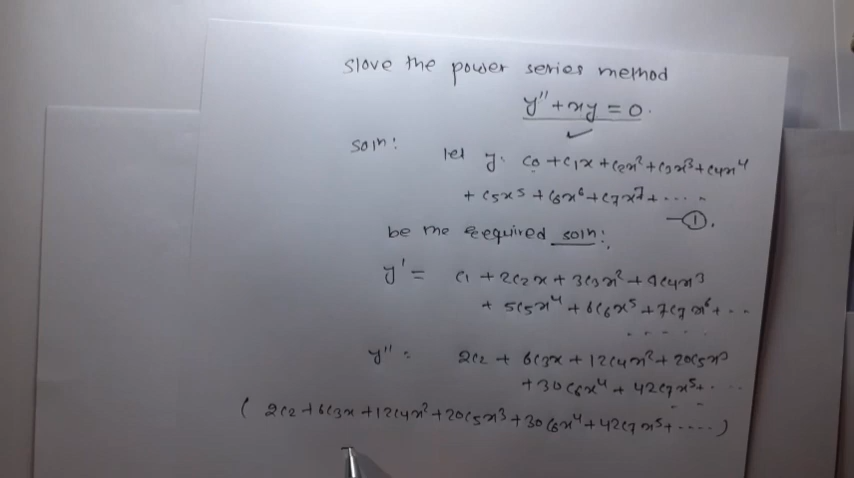 slove the power series method
y'' + xy = 0.
soln: let y = c0 + c1x + c2x² + c3x³ + c4x⁴
+ c5x⁵ + c6x⁶ + c7x⁷ + ....
①.
be the required soln:
y' = c1 + 2c2x + 3c3x² + 4c4x³
+ 5c5x⁴ + 6c6x⁵ + 7c7x⁶ + ..
y'' = 2c2 + 6c3x + 12c4x² + 20c5x³
+ 30c6x⁴ + 42c7x⁵ + ..
( 2c2 + 6c3x + 12c4x² + 20c5x³ + 30c6x⁴ + 42c7x⁵ + .... )